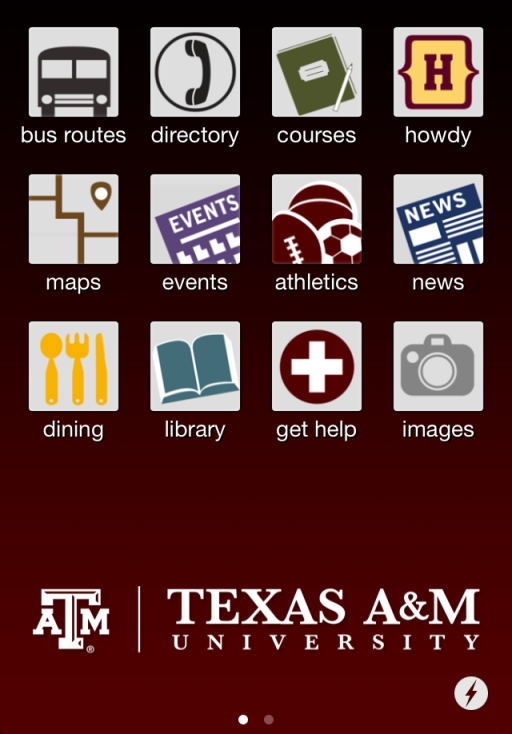 bus routes directory courses howdy
H
EVENTS NEWS
maps events athletics news
dining library get help images
ATM® TEXAS A&M
UNIVERSITY